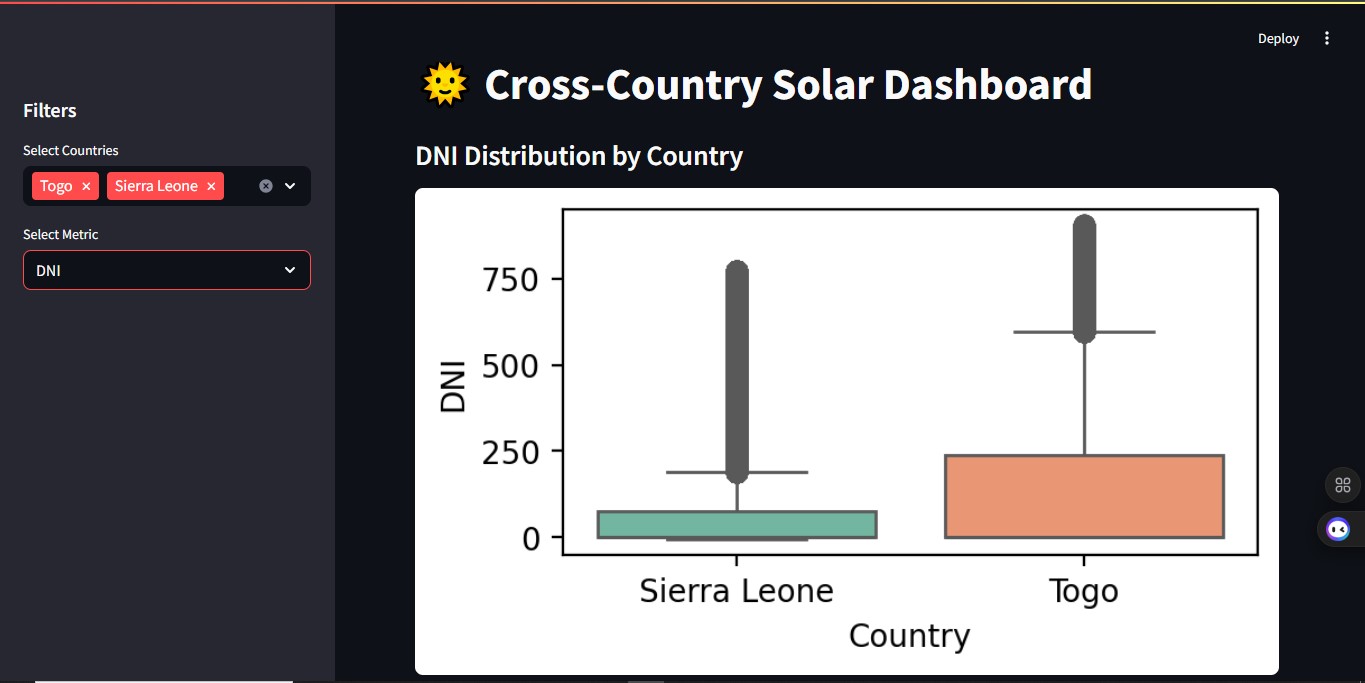 Deploy
Filters
Select Countries
Togo × Sierra Leone ×
Select Metric
DNI
🌞 Cross-Country Solar Dashboard
DNI Distribution by Country
DNI
750
500
250
0
Sierra Leone Togo
Country